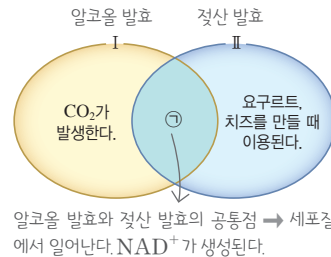 알코올 발효 젖산 발효
Ⅰ Ⅱ
CO₂가
발생한다.
㉠
요구르트,
치즈를 만들 때
이용된다.
알코올 발효와 젖산 발효의 공통점 ➡ 세포질
에서 일어난다. NAD⁺가 생성된다.